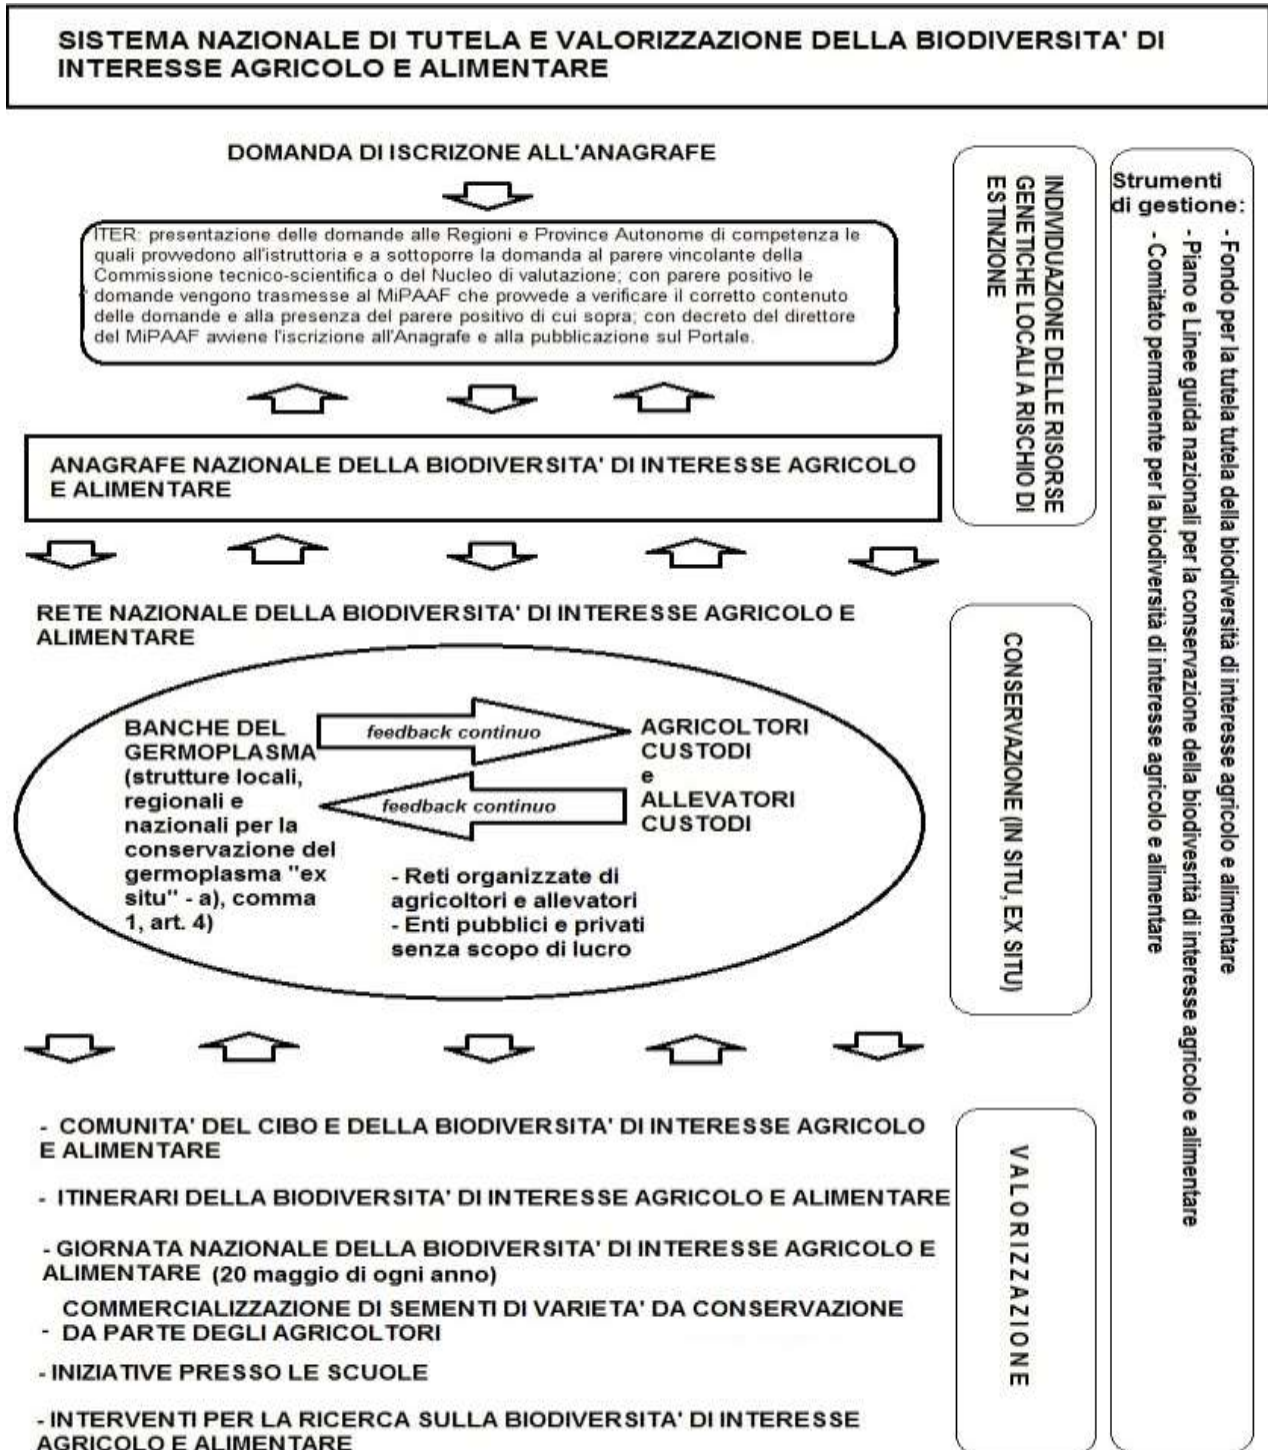 SISTEMA NAZIONALE DI TUTELA E VALORIZZAZIONE DELLA BIODIVERSITA' DI
INTERESSE AGRICOLO E ALIMENTARE
DOMANDA DI ISCRIZONE ALL'ANAGRAFE
ITER: presentazione delle domande alle Regioni e Province Autonome di competenza le
quali provvedono all'istruttoria e a sottoporre la domanda al parere vincolante della
Commissione tecnico-scientifica o del Nucleo di valutazione; con parere positivo le
domande vengono trasmesse al MiPAAF che provvede a verificare il corretto contenuto
delle domande e alla presenza del parere positivo di cui sopra; con decreto del direttore
del MiPAAF avviene l'iscrizione all'Anagrafe e alla pubblicazione sul Portale.
ANAGRAFE NAZIONALE DELLA BIODIVERSITA' DI INTERESSE AGRICOLO
E ALIMENTARE
RETE NAZIONALE DELLA BIODIVERSITA' DI INTERESSE AGRICOLO E
ALIMENTARE
BANCHE DEL
GERMOPLASMA
(strutture locali,
regionali e
nazionali per la
conservazione del
germoplasma "ex
situ" - a), comma
1, art. 4)
feedback continuo
feedback continuo
AGRICOLTORI
CUSTODI
e
ALLEVATORI
CUSTODI
- Reti organizzate di
agricoltori e allevatori
- Enti pubblici e privati
senza scopo di lucro
- COMUNITA' DEL CIBO E DELLA BIODIVERSITA' DI INTERESSE AGRICOLO
E ALIMENTARE
- ITINERARI DELLA BIODIVERSITA' DI INTERESSE AGRICOLO E ALIMENTARE
- GIORNATA NAZIONALE DELLA BIODIVERSITA' DI INTERESSE AGRICOLO E
ALIMENTARE (20 maggio di ogni anno)
COMMERCIALIZZAZIONE DI SEMENTI DI VARIETA' DA CONSERVAZIONE
- DA PARTE DEGLI AGRICOLTORI
- INIZIATIVE PRESSO LE SCUOLE
- INTERVENTI PER LA RICERCA SULLA BIODIVERSITA' DI INTERESSE
AGRICOLO E ALIMENTARE
INDIVIDUAZIONE DELLE RISORSE
GENETICHE LOCALI A RISCHIO DI
ESTINZIONE
CONSERVAZIONE (IN SITU, EX SITU)
VALORIZZAZIONE
Strumenti
di gestione:
- Fondo per la tutela tutela della biodiversità di interesse agricolo e alimentare
- Piano e Linee guida nazionali per la conservazione della biodivesrità di interesse agricolo e alimentare
- Comitato permanente per la biodiversità di interesse agricolo e alimentare